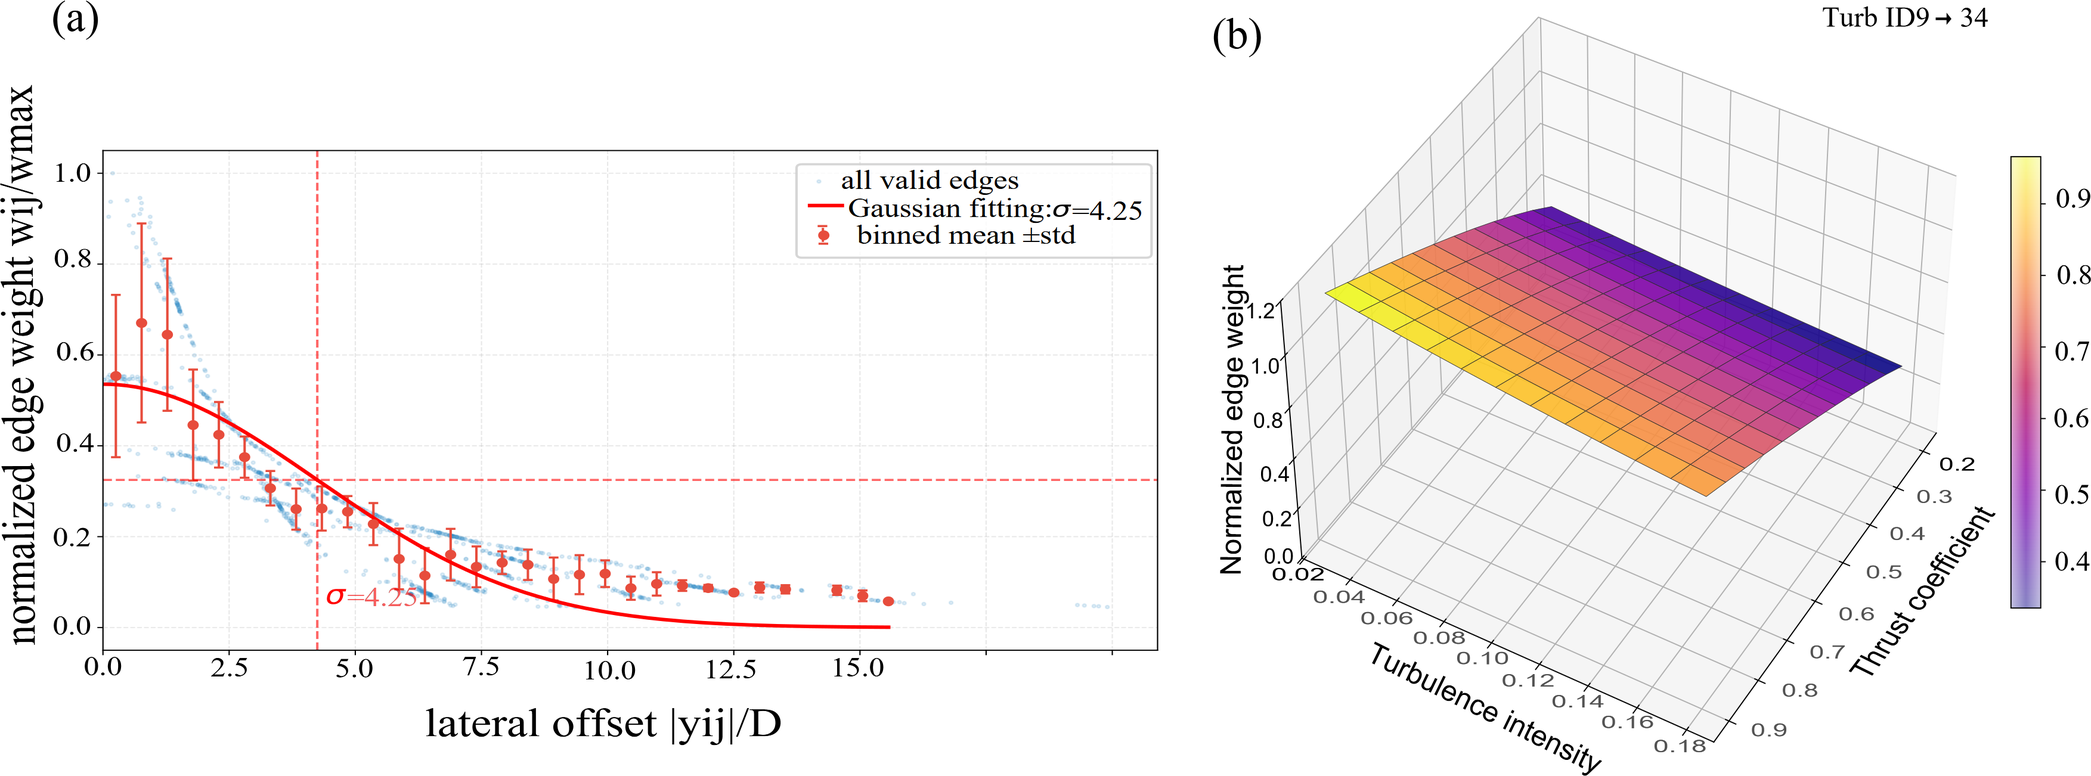 (a)
normalized edge weight wij/wmax
1.0
0.8
0.6
0.4
0.2
0.0
all valid edges
Gaussian fitting:σ=4.25
binned mean ±std
σ=4.25
0.0 2.5 5.0 7.5 10.0 12.5 15.0
lateral offset |yij|/D
(b)
Turb ID9→34
Normalized edge weight
1.2
1.0
0.8
0.4
0.2
0.0
0.02
0.04
0.06
0.08
0.10
0.12
0.14
0.16
0.18
Turbulence intensity
0.2
0.3
0.4
0.5
0.6
0.7
0.8
0.9
Thrust coefficient
0.9
0.8
0.7
0.6
0.5
0.4